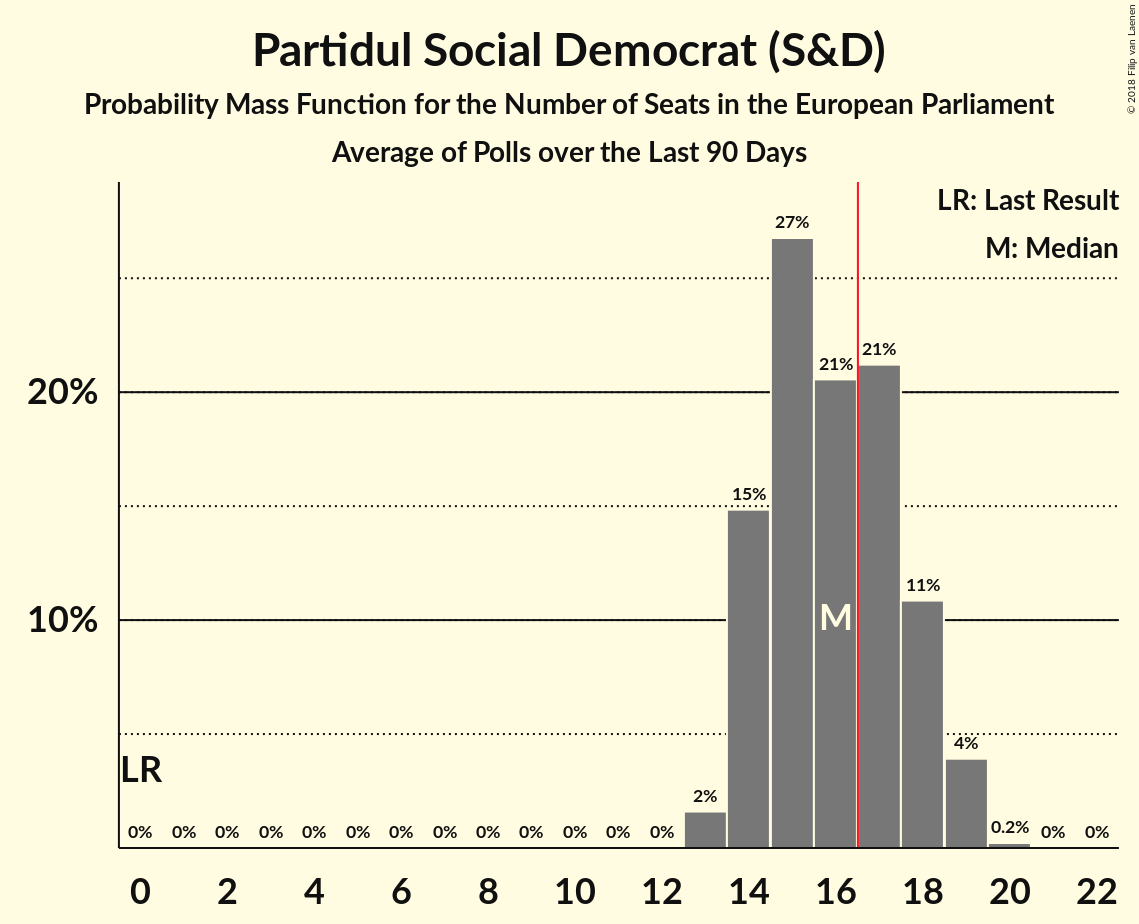 Partidul Social Democrat (S&D)
Probability Mass Function for the Number of Seats in the European Parliament
Average of Polls over the Last 90 Days
© 2018 Filip van Laenen
LR: Last Result
M: Median
27%
21%
21%
20%
15%
11%
M
10%
4%
LR
2%
0% 0% 0% 0% 0% 0% 0% 0% 0% 0% 0% 0% 0% 0.2% 0% 0%
0 2 4 6 8 10 12 14 16 18 20 22